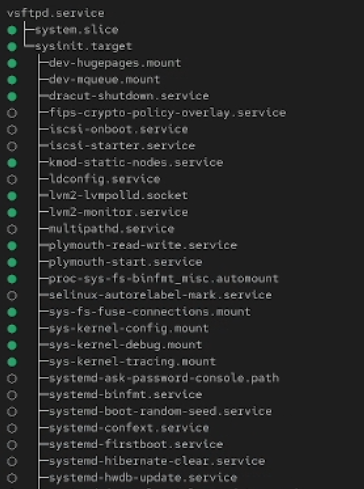 vsftpd.service
● ├─system.slice
● └─sysinit.target
●   ├─dev-hugepages.mount
●   ├─dev-mqueue.mount
●   ├─dracut-shutdown.service
○   ├─fips-crypto-policy-overlay.service
○   ├─iscsi-onboot.service
○   ├─iscsi-starter.service
●   ├─kmod-static-nodes.service
○   ├─ldconfig.service
●   ├─lvm2-lvmpolld.socket
●   ├─lvm2-monitor.service
○   ├─multipathd.service
●   ├─plymouth-read-write.service
●   ├─plymouth-start.service
●   ├─proc-sys-fs-binfmt_misc.automount
○   ├─selinux-autorelabel-mark.service
●   ├─sys-fs-fuse-connections.mount
●   ├─sys-kernel-config.mount
●   ├─sys-kernel-debug.mount
●   ├─sys-kernel-tracing.mount
○   ├─systemd-ask-password-console.path
○   ├─systemd-binfmt.service
○   ├─systemd-boot-random-seed.service
○   ├─systemd-confext.service
○   ├─systemd-firstboot.service
○   ├─systemd-hibernate-clear.service
○   ├─systemd-hwdb-update.service